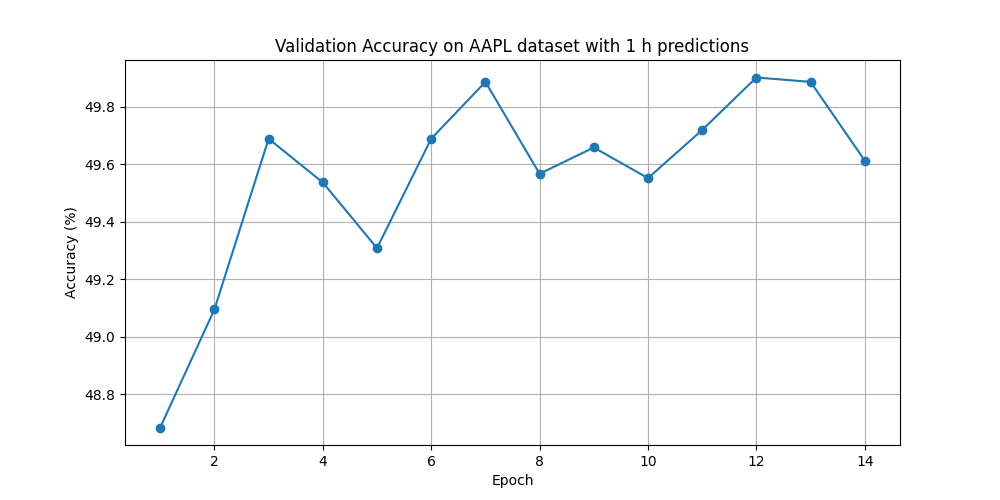 Validation Accuracy on AAPL dataset with 1 h predictions
Accuracy (%)
49.8
49.6
49.4
49.2
49.0
48.8
2 4 6 8 10 12 14
Epoch